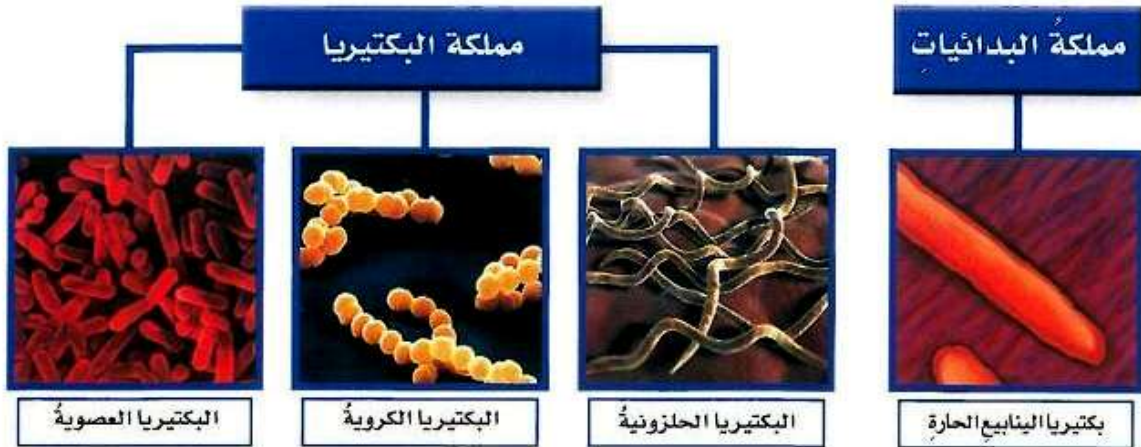 مملكةُ البدائياتِ
مملكة البكتيريا
بكتيريا الينابيعِ الحارةِ
البكتيريا الحلزونيةُ
البكتيريا الكرويةُ
البكتيريا العصويةُ